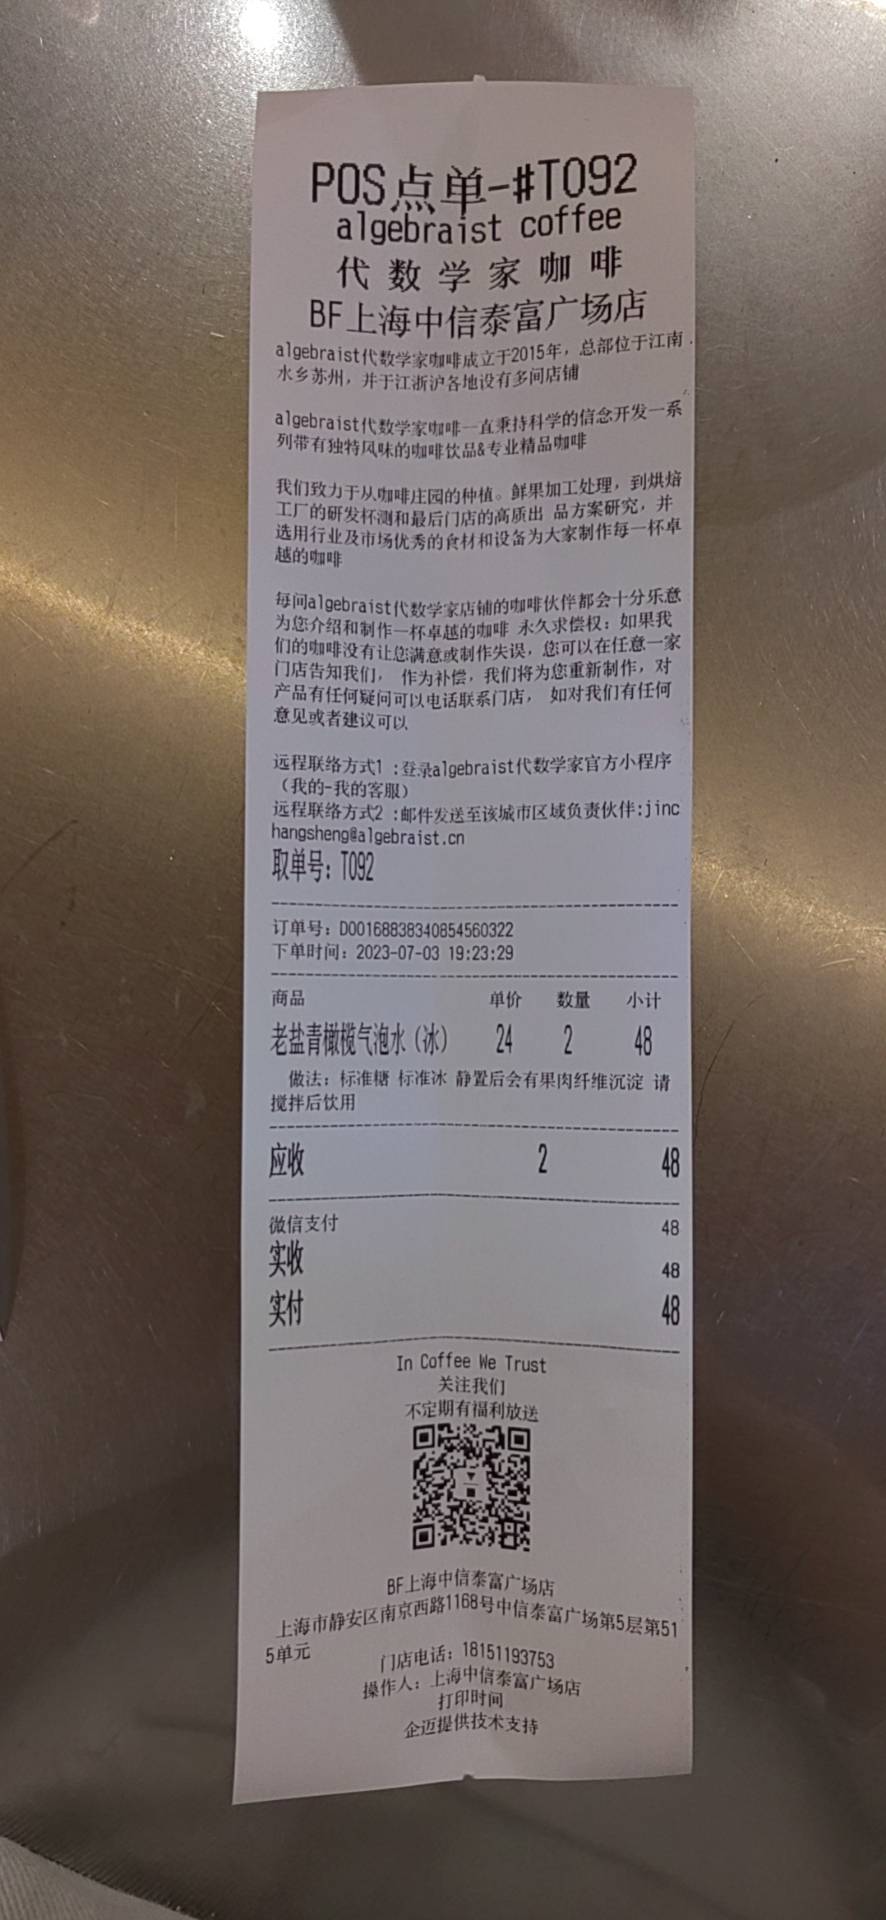 POS点单-#T092
algebraist coffee
代数学家咖啡
BF上海中信泰富广场店
algebraist代数学家咖啡成立于2015年，总部位于江南
水乡苏州，并于江浙沪各地设有多间店铺
algebraist代数学家咖啡一直秉持科学的信念开发一系
列带有独特风味的咖啡饮品&专业精品咖啡
我们致力于从咖啡庄园的种植。鲜果加工处理，到烘焙
工厂的研发杯测和最后门店的高质出 品方案研究，并
选用行业及市场优秀的食材和设备为大家制作每一杯卓
越的咖啡
每间algebraist代数学家店铺的咖啡伙伴都会十分乐意
为您介绍和制作一杯卓越的咖啡 永久求偿权：如果我
们的咖啡没有让您满意或制作失误，您可以在任意一家
门店告知我们， 作为补偿，我们将为您重新制作，对
产品有任何疑问可以电话联系门店， 如对我们有任何
意见或者建议可以
远程联络方式1 :登录algebraist代数学家官方小程序
（我的-我的客服）
远程联络方式2 :邮件发送至该城市区域负责伙伴:jinc
hangsheng@algebraist.cn
取单号：T092
订单号：D00168838340854560322
下单时间：2023-07-03 19:23:29
商品 单价 数量 小计
老盐青橄榄气泡水（冰） 24 2 48
做法：标准糖 标准冰 静置后会有果肉纤维沉淀 请
搅拌后饮用
应收 2 48
微信支付 48
实收 48
实付 48
In Coffee We Trust
关注我们
不定期有福利放送
BF上海中信泰富广场店
上海市静安区南京西路1168号中信泰富广场第5层第51
5单元
门店电话：18151193753
操作人：上海中信泰富广场店
打印时间
企迈提供技术支持